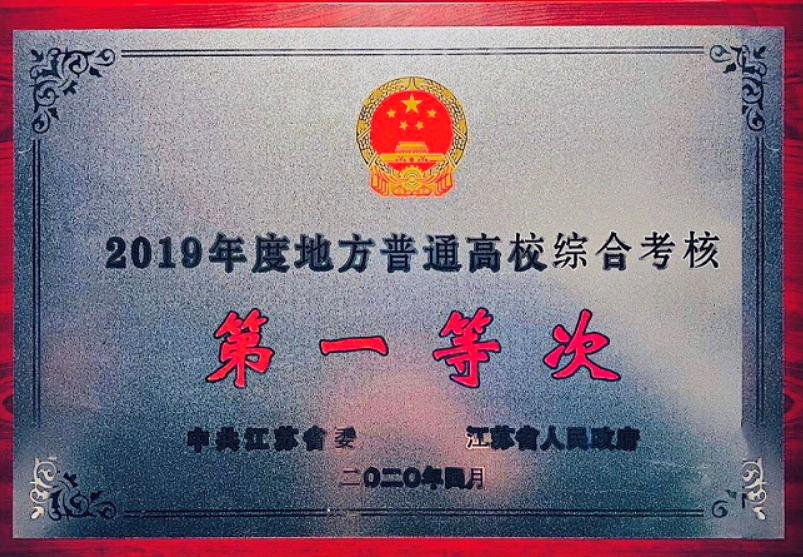 2019年度地方普通高校综合考核
第一等次
中共江苏省委 江苏省人民政府
二〇二〇年四月